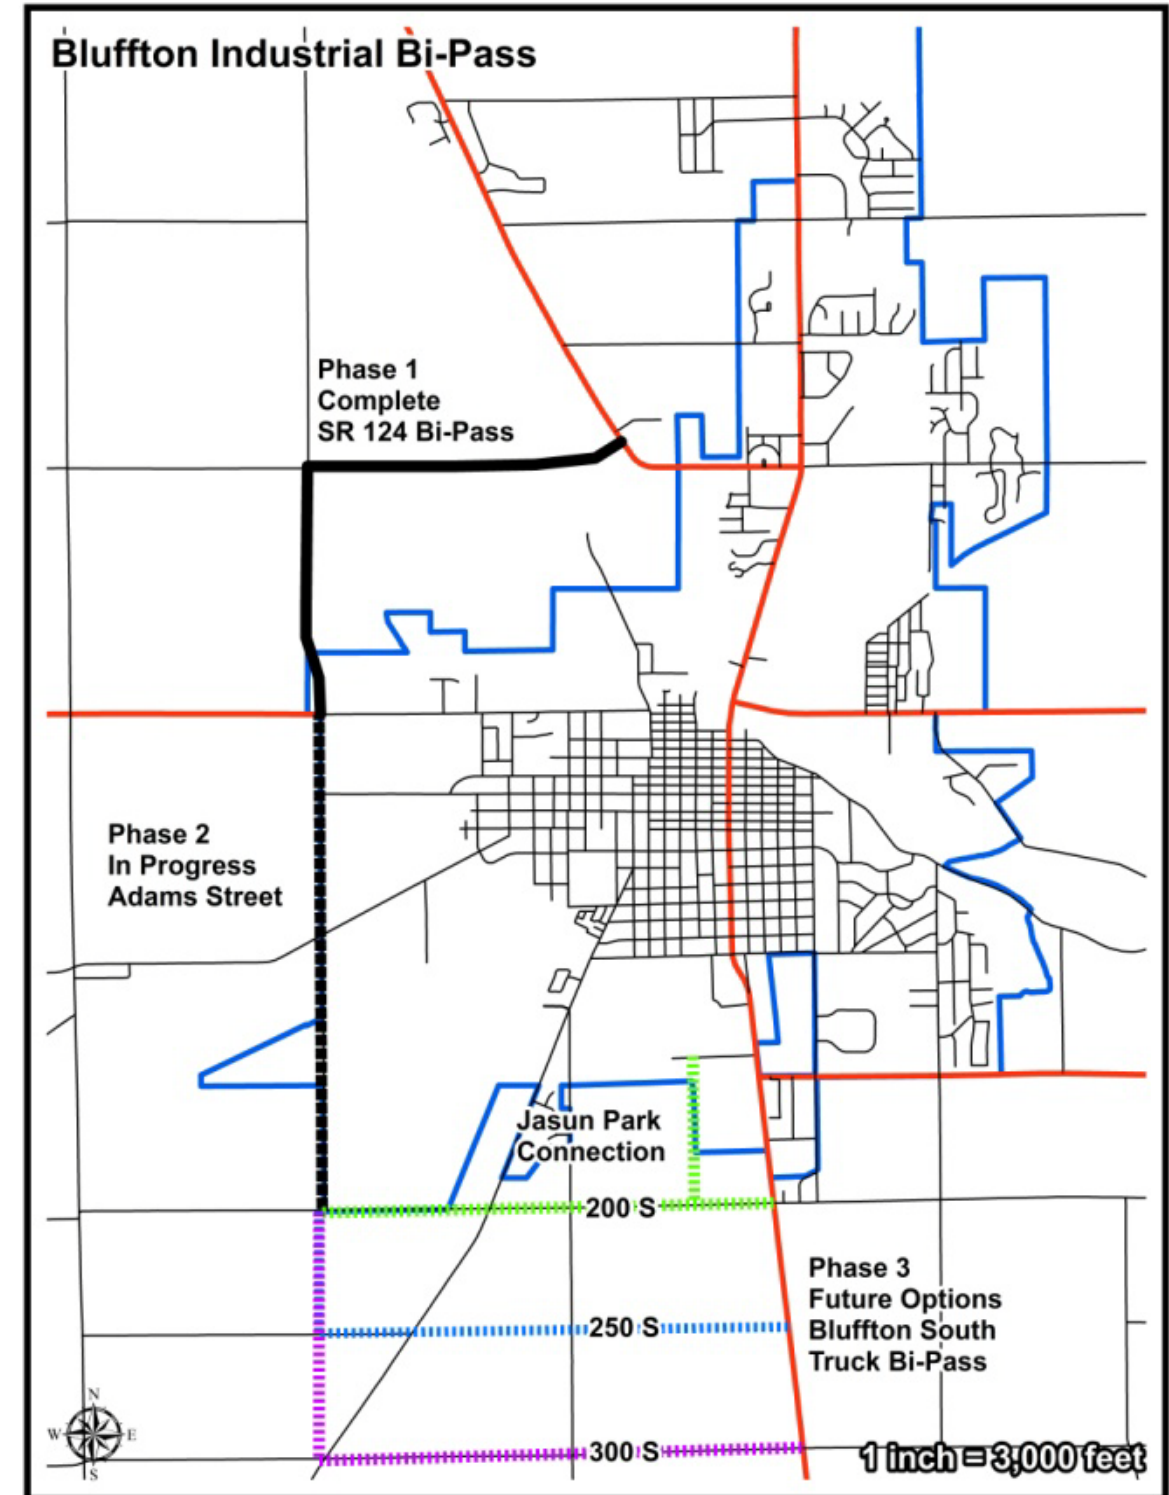 Bluffton Industrial Bi-Pass
Phase 1
Complete
SR 124 Bi-Pass
Phase 2
In Progress
Adams Street
Jasun Park
Connection
200 S
Phase 3
Future Options
Bluffton South
Truck Bi-Pass
250 S
300 S
N
W E
S
1 inch = 3,000 feet